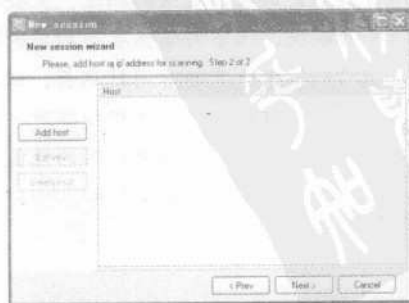 New session
New session wizard
Please, add host or ip address for scanning. Step 2 of 2
Host
Add host
< Prev
Next >
Cancel